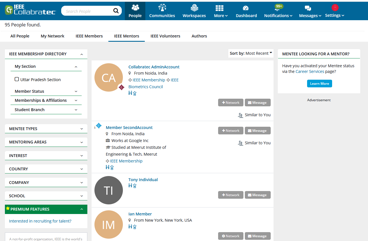 IEEE
Collabratec
People
Communities
Workspaces
More
Dashboard
Notifications
Messages
Settings
95 People found.
All People
My Network
IEEE Members
IEEE Mentors
IEEE Volunteers
Authors
IEEE MEMBERSHIP DIRECTORY
My Section
Uttar Pradesh Section
Member Status
Memberships & Affiliations
Student Branch
MENTEE TYPES
MENTORING AREAS
INTEREST
COUNTRY
COMPANY
SCHOOL
PREMIUM FEATURES
Interested in recruiting for talent?
Sort by: Most Recent
CA
Collabratec AdminAccount
From Noida, India
IEEE Membership
IEEE
Biometrics Council
Network
Message
Similar to You
Member SecondAccount
From Noida, India
Works at Google Inc
Studied at Meerut Institute of
Engineering & Tech, Meerut
IEEE Membership
Network
Message
Similar to You
TI
Tony Individual
Network
Message
IM
Ian Member
From New York, New York, USA
Network
Message
MENTEE LOOKING FOR A MENTOR?
Have you activated your Mentee status
via the Career Services page?
Learn More
Advertisement